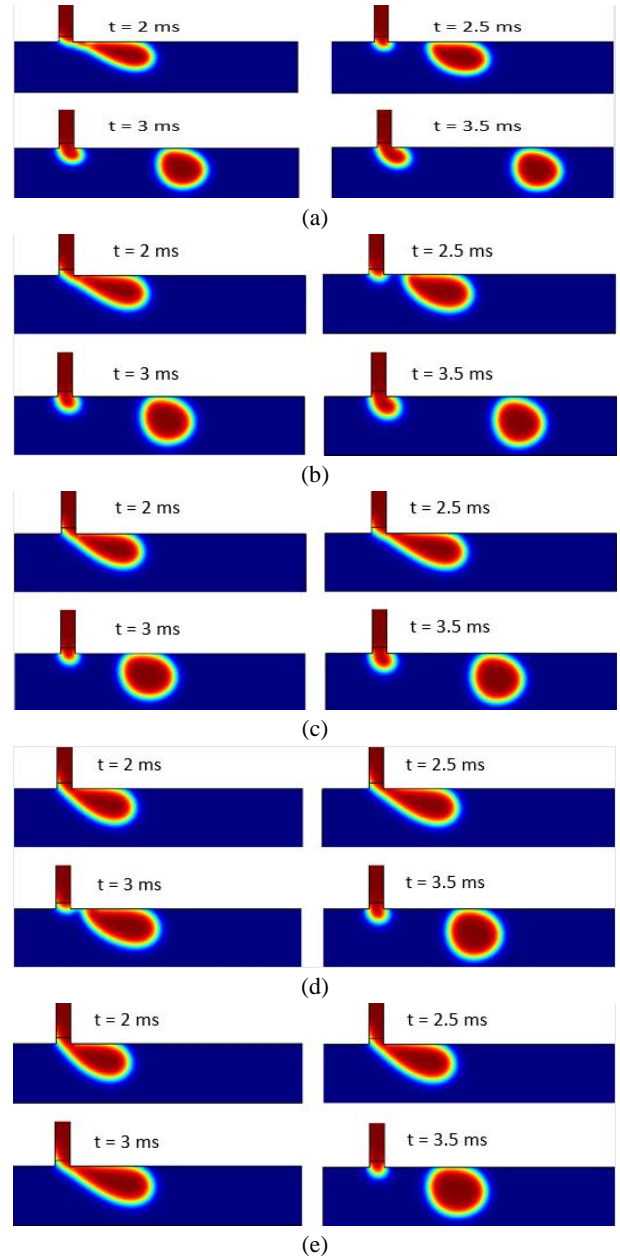 t = 2 ms
t = 2.5 ms
t = 3 ms
t = 3.5 ms
(a)
t = 2 ms
t = 2.5 ms
t = 3 ms
t = 3.5 ms
(b)
t = 2 ms
t = 2.5 ms
t = 3 ms
t = 3.5 ms
(c)
t = 2 ms
t = 2.5 ms
t = 3 ms
t = 3.5 ms
(d)
t = 2 ms
t = 2.5 ms
t = 3 ms
t = 3.5 ms
(e)